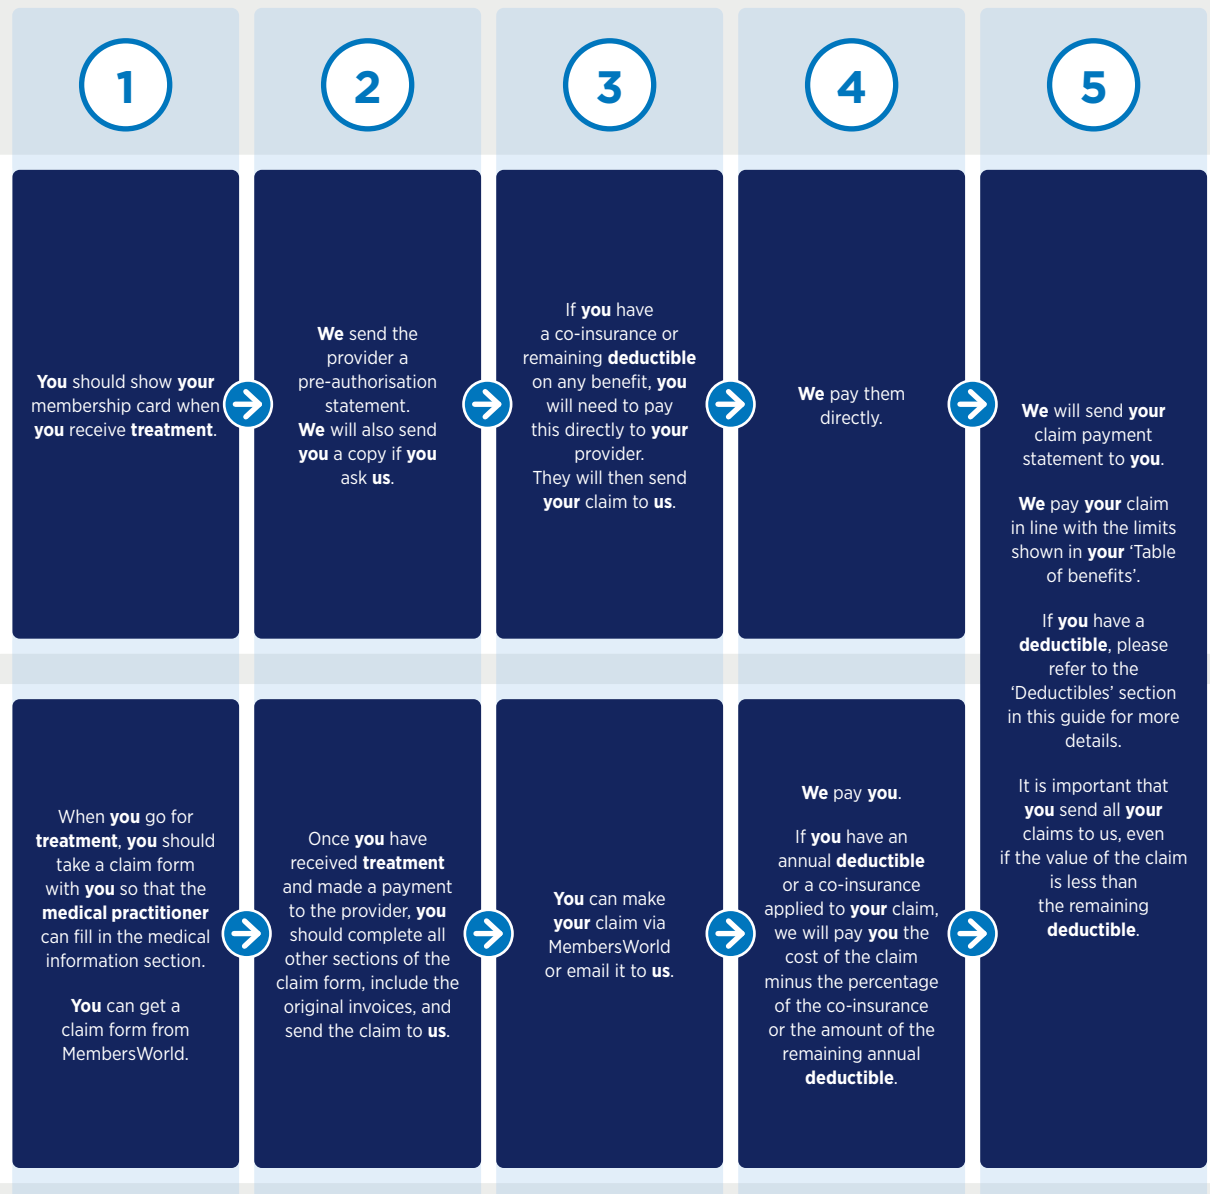 1
2
3
4
5
You should show your
membership card when
you receive treatment.
We send the
provider a
pre-authorisation
statement.
We will also send
you a copy if you
ask us.
If you have
a co-insurance or
remaining deductible
on any benefit, you
will need to pay
this directly to your
provider.
They will then send
your claim to us.
We pay them
directly.
We will send your
claim payment
statement to you.
We pay your claim
in line with the limits
shown in your ‘Table
of benefits’.
If you have a
deductible, please
refer to the
‘Deductibles’ section
in this guide for more
details.
It is important that
you send all your
claims to us, even
if the value of the claim
is less than
the remaining
deductible.
When you go for
treatment, you should
take a claim form
with you so that the
medical practitioner
can fill in the medical
information section.
You can get a
claim form from
MembersWorld.
Once you have
received treatment
and made a payment
to the provider, you
should complete all
other sections of the
claim form, include the
original invoices, and
send the claim to us.
You can make
your claim via
MembersWorld
or email it to us.
We pay you.
If you have an
annual deductible
or a co-insurance
applied to your claim,
we will pay you the
cost of the claim
minus the percentage
of the co-insurance
or the amount of the
remaining annual
deductible.